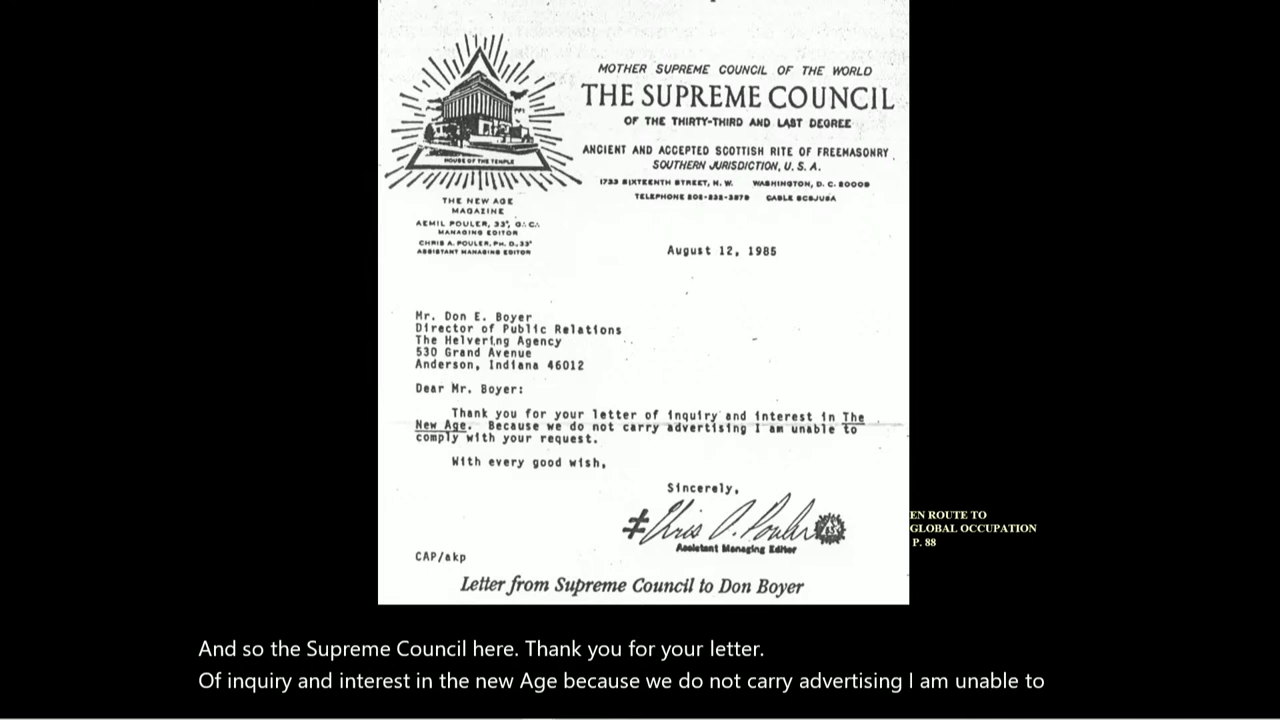 MOTHER SUPREME COUNCIL OF THE WORLD
THE SUPREME COUNCIL
OF THE THIRTY-THIRD AND LAST DEGREE
ANCIENT AND ACCEPTED SCOTTISH RITE OF FREEMASONRY
SOUTHERN JURISDICTION, U. S. A.
1733 SIXTEENTH STREET, N. W. WASHINGTON, D. C. 20009
TELEPHONE 202-232-3579 CABLE SCSJUSA
HOUSE OF THE TEMPLE
THE NEW AGE
MAGAZINE
AEMIL POULER, 33°, G∴C∴
MANAGING EDITOR
CHRIS A. POULER, PH. D., 33°
ASSISTANT MANAGING EDITOR
August 12, 1985
Mr. Don E. Boyer
Director of Public Relations
The Helvering Agency
530 Grand Avenue
Anderson, Indiana 46012
Dear Mr. Boyer:
Thank you for your letter of inquiry and interest in The
New Age. Because we do not carry advertising I am unable to
comply with your request.
With every good wish,
Sincerely,
Chris A. Pouler
Assistant Managing Editor
CAP/akp
Letter from Supreme Council to Don Boyer
EN ROUTE TO
GLOBAL OCCUPATION
P. 88
And so the Supreme Council here. Thank you for your letter.
Of inquiry and interest in the new Age because we do not carry advertising I am unable to